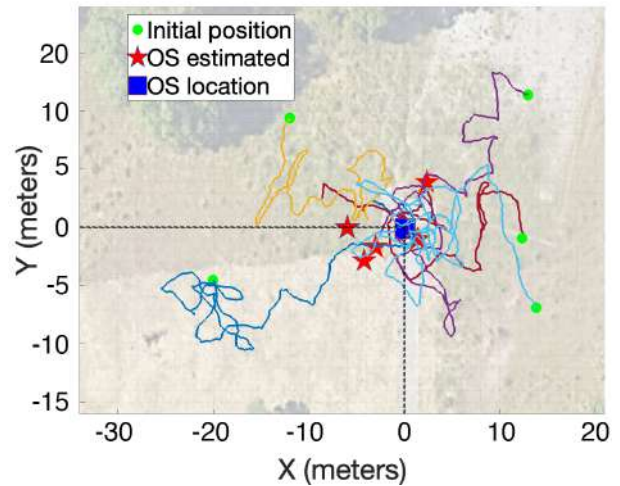 Initial position
OS estimated
OS location
20
10
5
0
-5
-10
-15
Y (meters)
-30
-20
-10
0
10
20
X (meters)